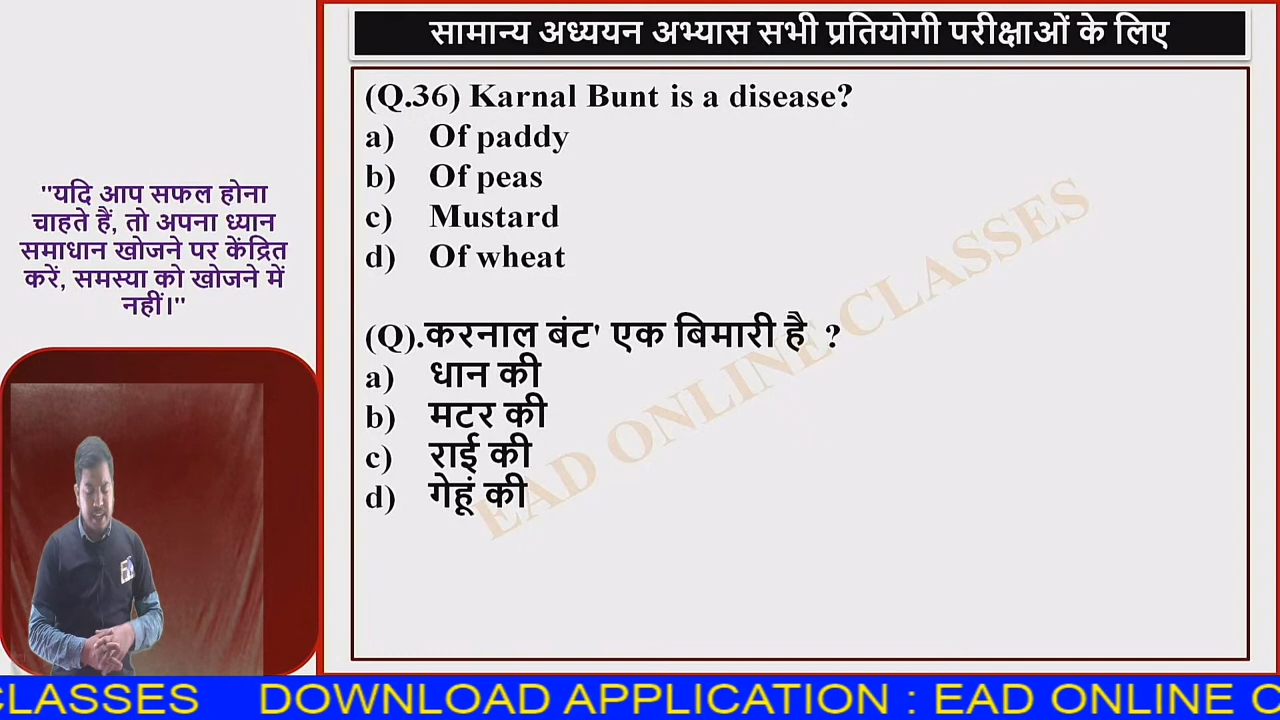 सामान्य अध्ययन अभ्यास सभी प्रतियोगी परीक्षाओं के लिए
"यदि आप सफल होना
चाहते हैं, तो अपना ध्यान
समाधान खोजने पर केंद्रित
करें, समस्या को खोजने में
नहीं।"
(Q.36) Karnal Bunt is a disease?
a) Of paddy
b) Of peas
c) Mustard
d) Of wheat
(Q).करनाल बंट' एक बिमारी है ?
a) धान की
b) मटर की
c) राई की
d) गेहूं की
EAD ONLINE CLASSES
CLASSES DOWNLOAD APPLICATION : EAD ONLINE C